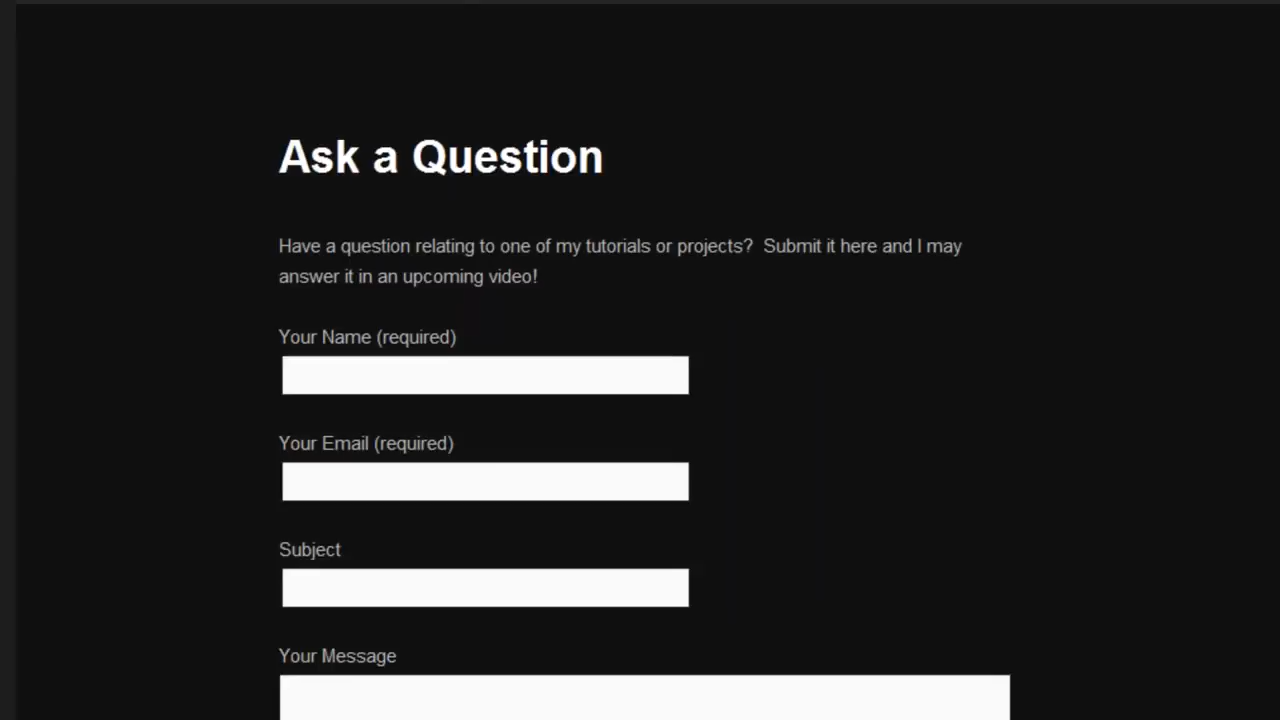 Ask a Question
Have a question relating to one of my tutorials or projects?  Submit it here and I may
answer it in an upcoming video!
Your Name (required)
Your Email (required)
Subject
Your Message